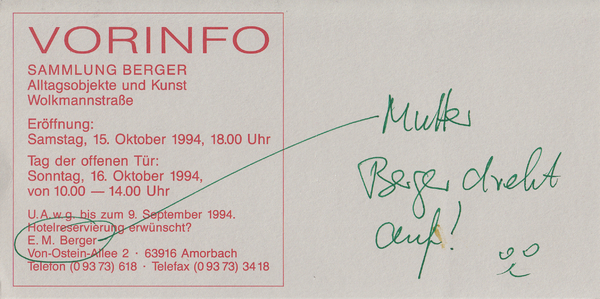 VORINFO
SAMMLUNG BERGER
Alltagsobjekte und Kunst
Wolkmannstraße
Eröffnung:
Samstag, 15. Oktober 1994, 18.00 Uhr
Tag der offenen Tür:
Sonntag, 16. Oktober 1994,
von 10.00 — 14.00 Uhr
U.A.w.g. bis zum 9. September 1994.
Hotelreservierung erwünscht?
E. M. Berger
Von-Ostein-Allee 2 · 63916 Amorbach
Telefon (0 93 73) 618 · Telefax (0 93 73) 34 18
Mutter
Berger dreht
auf!